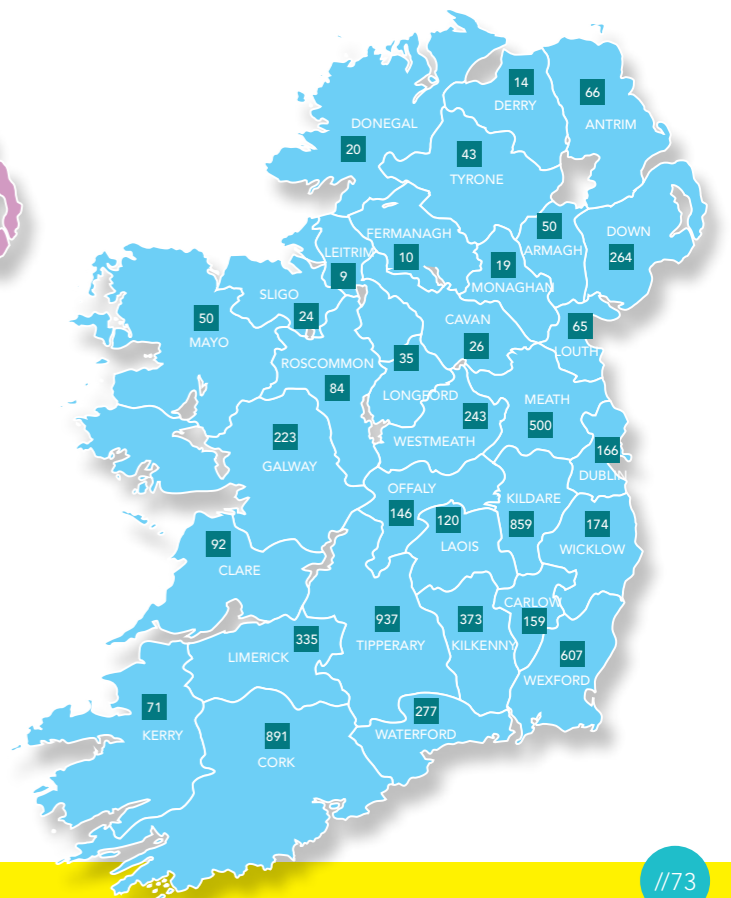 14
DERRY
66
ANTRIM
DONEGAL
20
43
TYRONE
50
ARMAGH
DOWN
264
FERMANAGH
10
LEITRIM
9
19
MONAGHAN
SLIGO
24
50
MAYO
CAVAN
26
65
LOUTH
ROSCOMMON
84
35
LONGFORD
243
WESTMEATH
MEATH
500
166
DUBLIN
223
GALWAY
OFFALY
146
120
LAOIS
KILDARE
859
174
WICKLOW
92
CLARE
CARLOW
159
937
TIPPERARY
373
KILKENNY
335
LIMERICK
607
WEXFORD
71
KERRY
277
WATERFORD
891
CORK
//73